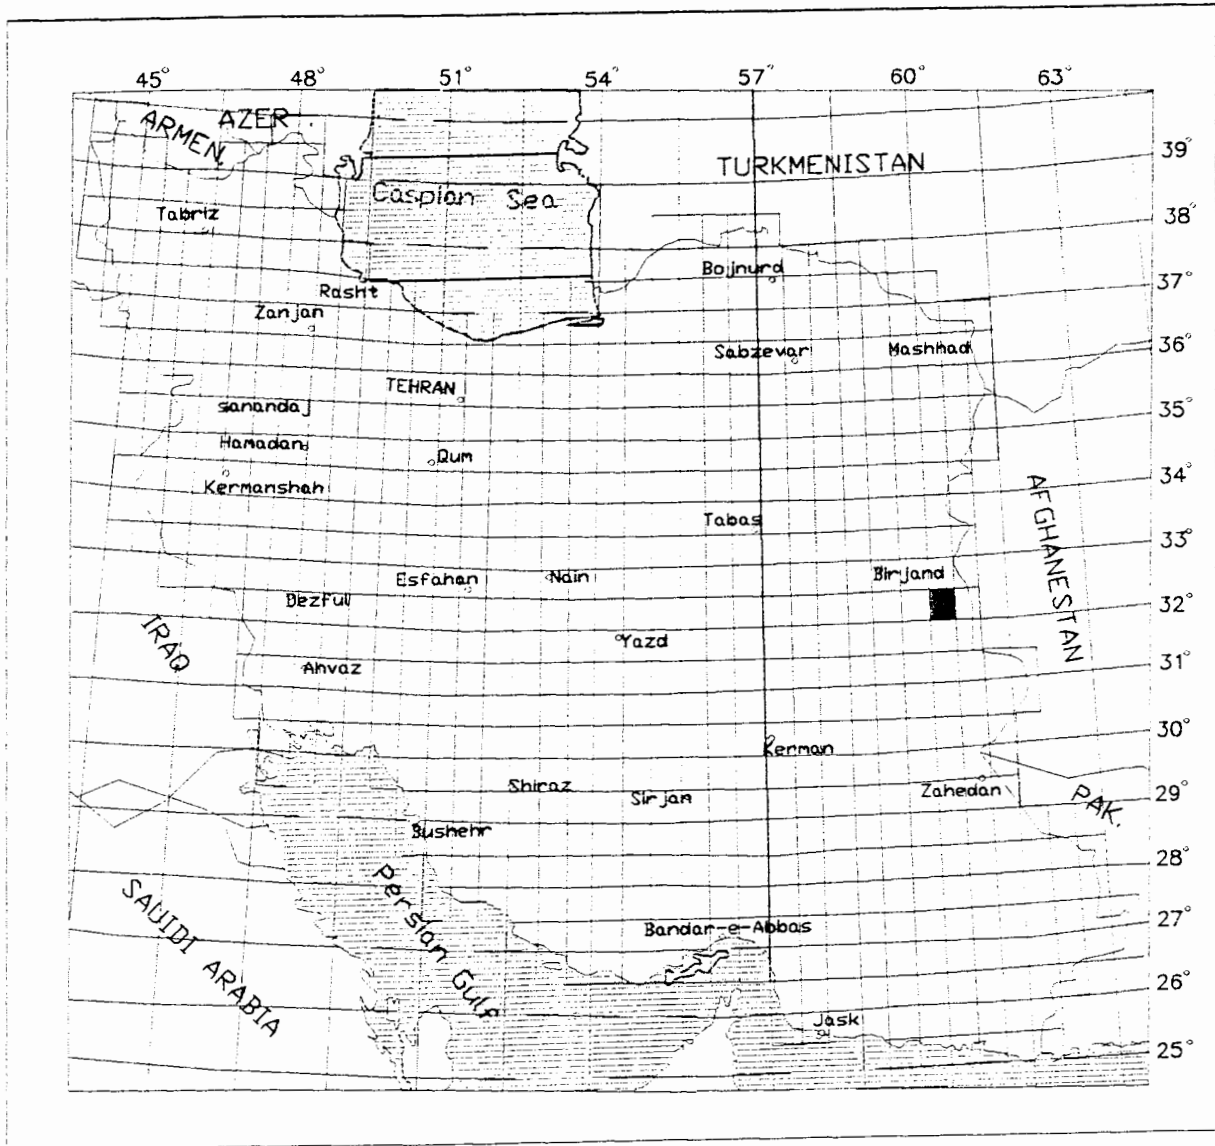 45° 48° 51° 54° 57° 60° 63°
AZER
ARMEN.
39°
TURKMENISTAN
Caspian Sea
Tabriz
38°
Bojnurd
37°
Rasht
Zanjan
36°
Sabzevar
Mashhad
TEHRAN
35°
sanandaj
Hamadan
Qum
34°
Kermanshah
AFGHANESTAN
Tabas
33°
Birjand
Esfahan
Nain
Dezful
32°
IRAQ
Yazd
31°
Ahvaz
30°
Kerman
Shiraz
Sirjan
Zahedan
29°
PAK.
Bushehr
28°
Persian Gulf
SAUIDI ARABIA
27°
Bandar-e-Abbas
26°
Jask
25°